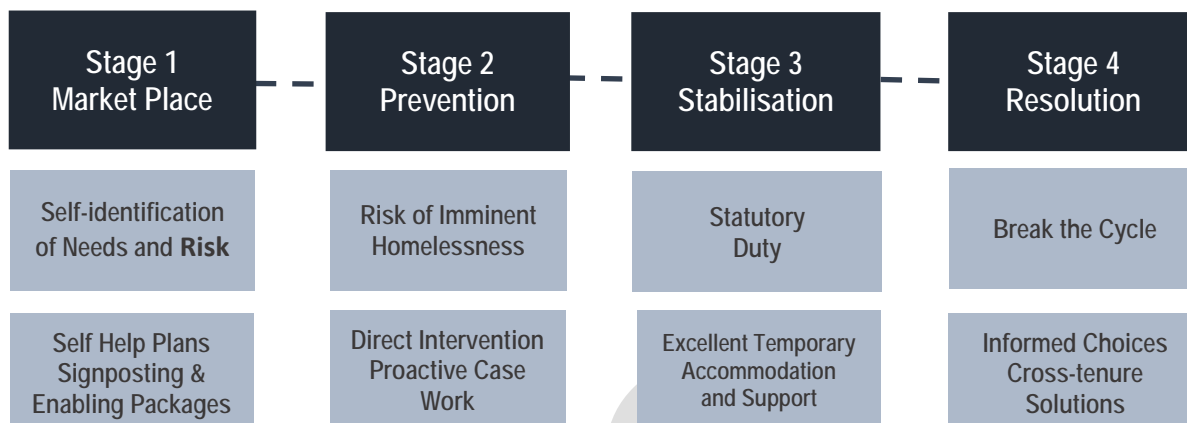 Stage 1
Market Place
Stage 2
Prevention
Stage 3
Stabilisation
Stage 4
Resolution
Self-identification
of Needs and Risk
Risk of Imminent
Homelessness
Statutory
Duty
Break the Cycle
Self Help Plans
Signposting &
Enabling Packages
Direct Intervention
Proactive Case
Work
Excellent Temporary
Accommodation
and Support
Informed Choices
Cross-tenure
Solutions